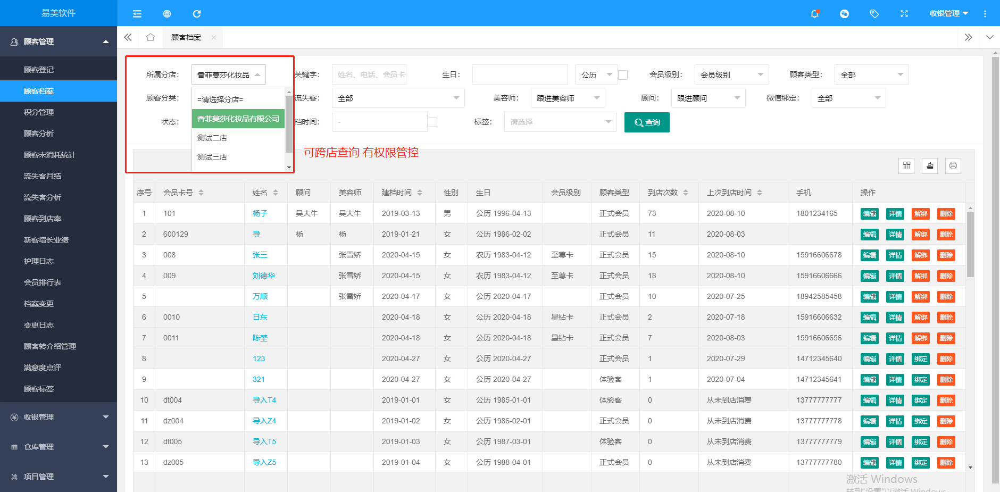 易美软件
收银管理
顾客管理
顾客登记
顾客档案
积分管理
顾客分析
顾客未消耗统计
流失客月结
流失客分析
顾客到店率
新客增长业绩
护理日志
会员排行表
档案变更
变更日志
顾客转介绍管理
满意度点评
顾客标签
收银管理
仓库管理
项目管理
顾客档案
所属分店： 香菲蔓莎化妆品 关键字： 姓名、电话、会员卡 生日： 公历 会员级别： 会员级别 顾客类型： 全部
顾客分类： 流失客： 全部 美容师： 跟进美容师 顾问： 跟进顾问 微信绑定： 全部
状态： 档时间： - 标签： 请选择 查询
=请选择分店=
香菲蔓莎化妆品有限公司
测试二店
测试三店
可跨店查询 有权限管控
序号 会员卡号 姓名 顾问 美容师 建档时间 性别 生日 会员级别 顾客类型 到店次数 上次到店时间 手机 操作
1 101 杨子 吴大牛 吴大牛 2019-03-13 男 公历 1996-04-13 正式会员 73 2020-08-10 1801234165 编辑 详情 解绑 删除
2 600129 导 杨 杨 2019-01-21 女 公历 1986-02-02 正式会员 11 2020-08-03 编辑 详情 解绑 删除
3 008 张三 张雪娇 2020-04-15 女 农历 1983-04-12 至尊卡 正式会员 15 2020-08-10 15916606678 编辑 详情 解绑 删除
4 009 刘德华 张雪娇 2020-04-15 女 农历 1983-04-12 至尊卡 正式会员 18 2020-08-10 15916606666 编辑 详情 解绑 删除
5 万顺 张雪娇 2020-04-17 女 公历 2020-04-17 正式会员 10 2020-07-25 18942585458 编辑 详情 解绑 删除
6 0010 日东 2020-04-18 女 公历 2020-04-18 星钻卡 正式会员 2 2020-07-18 15916606632 编辑 详情 解绑 删除
7 0011 陈埜 2020-04-18 女 公历 2020-04-18 星钻卡 正式会员 7 2020-08-03 15916606656 编辑 详情 解绑 删除
8 123 2020-04-27 女 公历 2020-04-27 正式会员 1 2020-07-29 14712345640 编辑 详情 绑定 删除
9 321 2020-04-27 女 公历 2020-04-27 体验客 1 2020-07-04 14712345641 编辑 详情 绑定 删除
10 dt004 导入T4 2019-01-01 女 公历 1985-01-01 体验客 0 从未到店消费 13777777777 编辑 详情 绑定 删除
11 dz004 导入Z4 2019-01-02 女 公历 1986-02-01 正式会员 0 从未到店消费 13777777778 编辑 详情 绑定 删除
12 dt005 导入T5 2019-01-03 女 公历 1987-03-01 体验客 0 从未到店消费 13777777779 编辑 详情 绑定 删除
13 dz005 导入Z5 2019-01-04 女 公历 1988-04-01 正式会员 0 从未到店消费 13777777780 编辑 详情 绑定 删除
激活 Windows
转到"设置"以激活 Windows